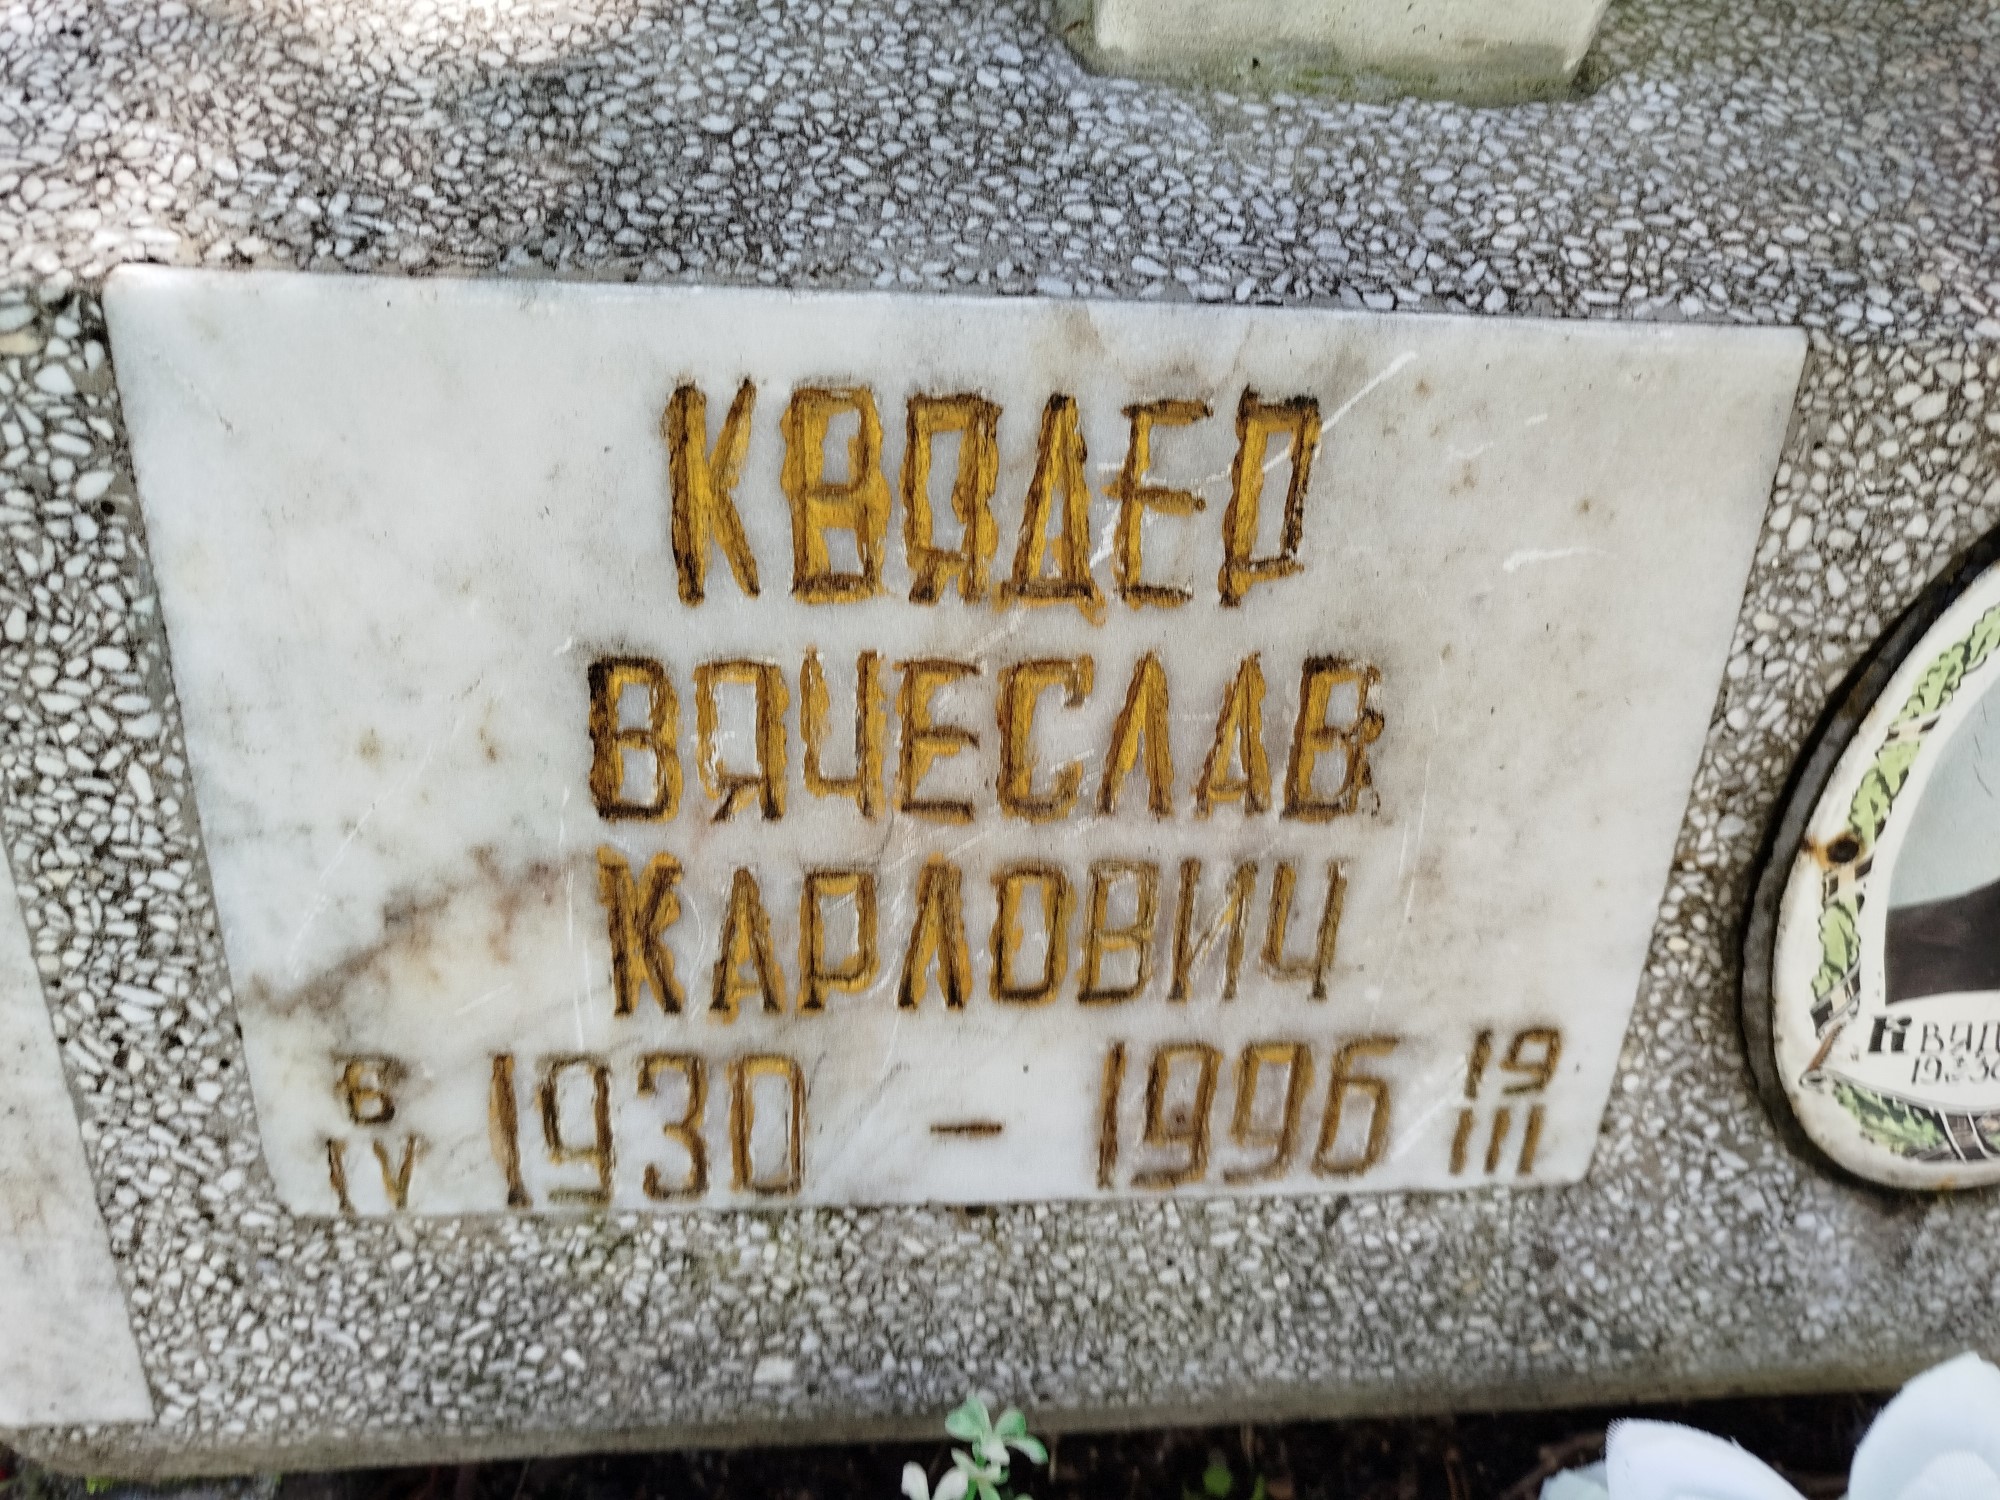 КВЯДЕР
ВЯЧЕСЛАВ
КАРЛОВИЧ
6 IV 1930 – 1996 19 III